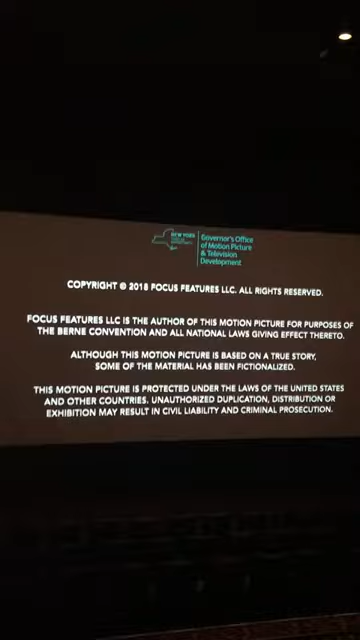 NEW YORK
Governor's Office
of Motion Picture
& Television
Development
COPYRIGHT © 2018 FOCUS FEATURES LLC. ALL RIGHTS RESERVED.
FOCUS FEATURES LLC IS THE AUTHOR OF THIS MOTION PICTURE FOR PURPOSES OF
THE BERNE CONVENTION AND ALL NATIONAL LAWS GIVING EFFECT THERETO.
ALTHOUGH THIS MOTION PICTURE IS BASED ON A TRUE STORY,
SOME OF THE MATERIAL HAS BEEN FICTIONALIZED.
THIS MOTION PICTURE IS PROTECTED UNDER THE LAWS OF THE UNITED STATES
AND OTHER COUNTRIES. UNAUTHORIZED DUPLICATION, DISTRIBUTION OR
EXHIBITION MAY RESULT IN CIVIL LIABILITY AND CRIMINAL PROSECUTION.